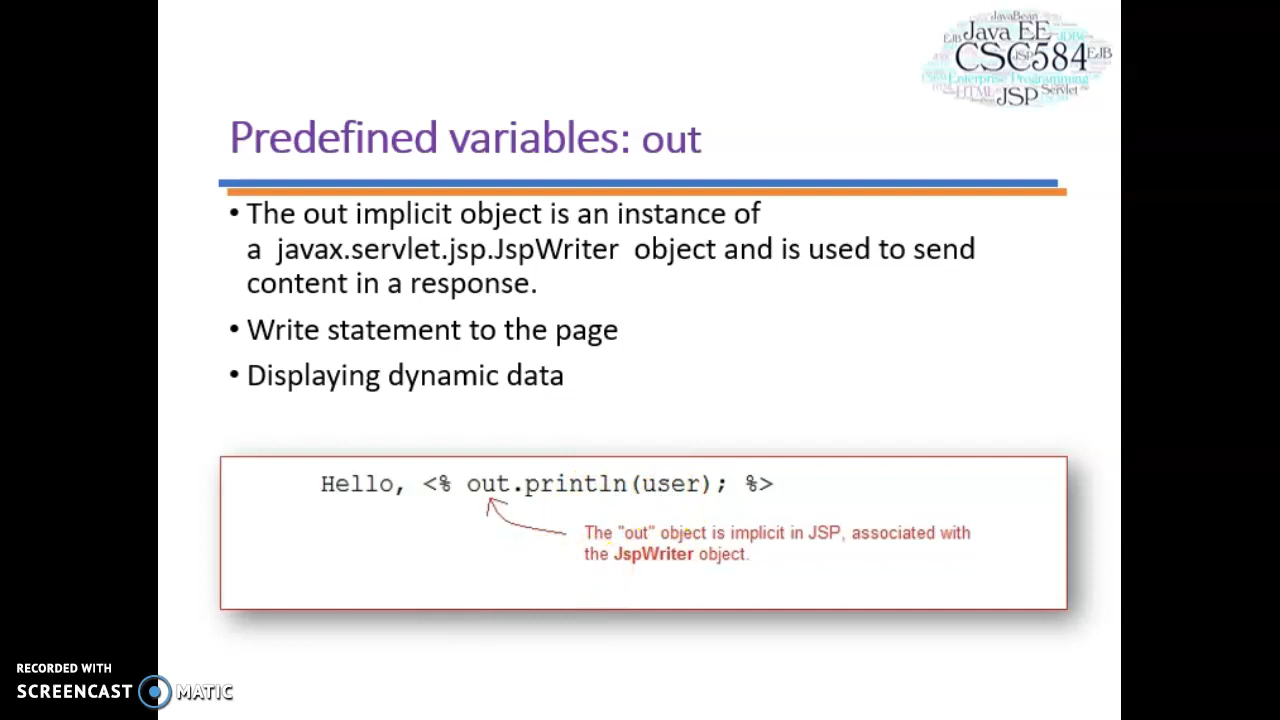 JavaBean
Java EE
EJB
JDBC
CSC584
EJB
JSP
Enterprise Programming
HTML
Servlet
JSP
Predefined variables: out
• The out implicit object is an instance of
a javax.servlet.jsp.JspWriter object and is used to send
content in a response.
• Write statement to the page
• Displaying dynamic data
Hello, <% out.println(user); %>
The "out" object is implicit in JSP, associated with
the JspWriter object.
RECORDED WITH
SCREENCAST MATIC